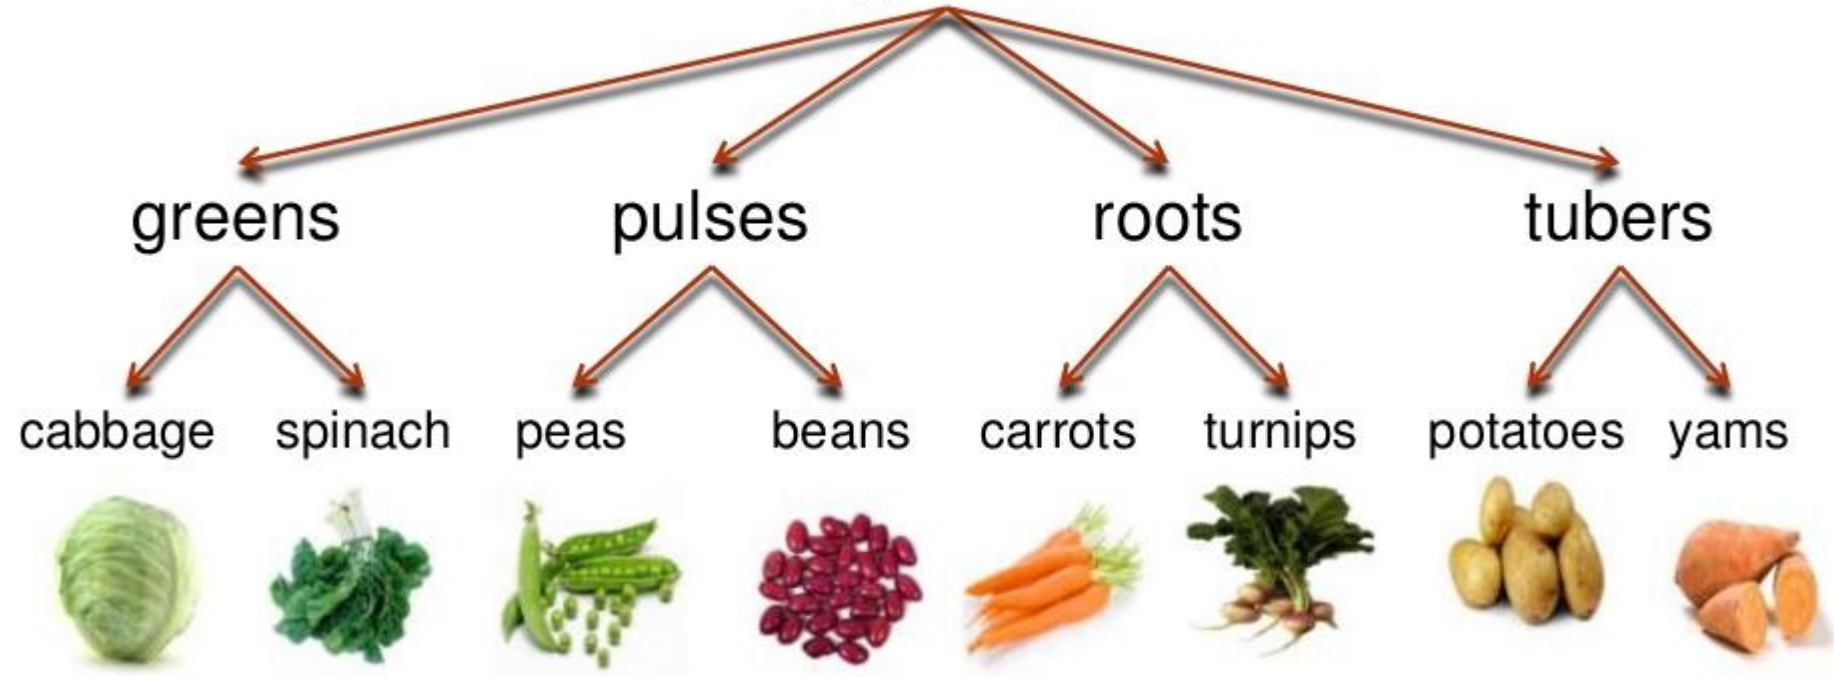 greens pulses roots tubers
cabbage spinach peas beans carrots turnips potatoes yams